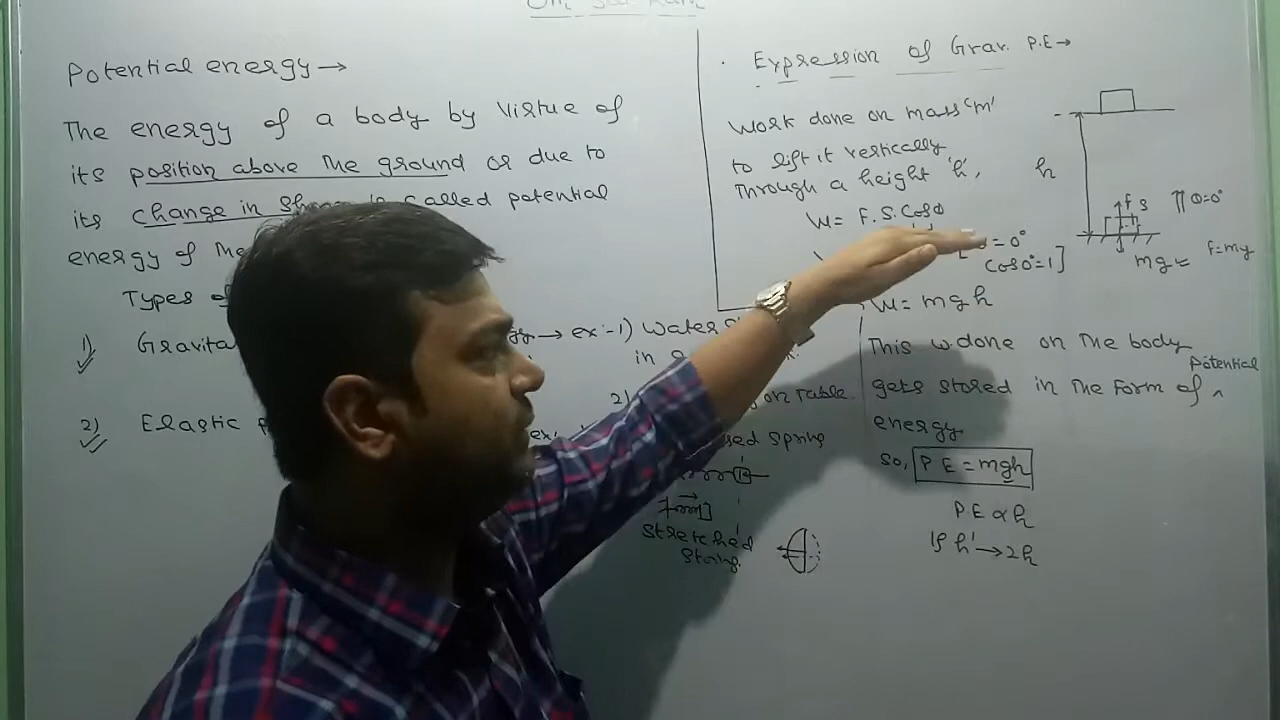 Potential energy →
The energy of a body by virtue of
its position above the ground or due to
its change in called potential
energy of
Types
1) Gravita → ex:-1) Water
in
2) on Table.
2) Elastic ex,
sed spring
stretched
string.
Expression of Grav. P.E →
Work done on mass 'm'
to lift it vertically
Through a height 'h',
W = F.S.Cosθ
= 0°
Cos0°=1]
W = mgh
This w.done on the body
gets stored in the form of ^ Potential
energy.
so, P E = mgh
P E ∝ h
If h' → 2h
h
f S ⇈ θ=0°
mg f=mg